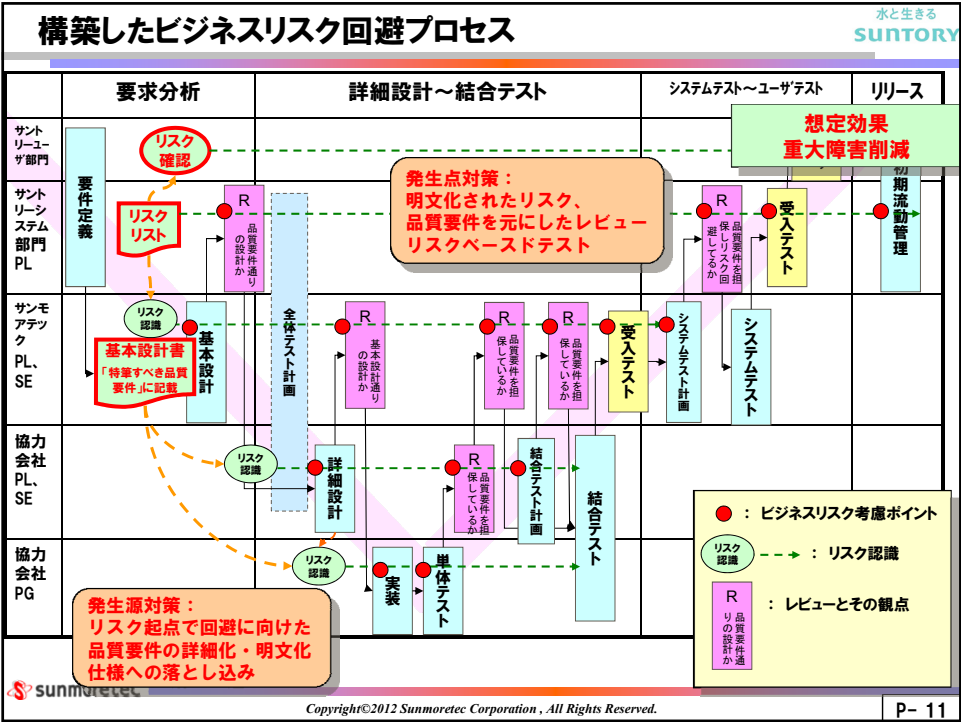 構築したビジネスリスク回避プロセス
水と生きる
SUNTORY
要求分析
詳細設計～結合テスト
システムテスト～ユーザテスト
リリース
サント
リーユー
ザ部門
リスク
確認
想定効果
重大障害削減
サント
リーシ
ステム
部門
PL
要件定義
リスク
リスト
R
品質要件通り
の設計か
発生点対策：
明文化されたリスク、
品質要件を元にしたレビュー
リスクベースドテスト
R
品質要件を担
保しリスク回
避してるか
受入テスト
初期流動管理
サンモ
アテッ
ク
PL、
SE
リスク
認識
基本設計書
「特筆すべき品質
要件」に記載
基本設計
全体テスト計画
R
基本設計通り
の設計か
R
品質要件を担
保しているか
R
品質要件を担
保しているか
受入テスト
システムテスト計画
システムテスト
協力
会社
PL、
SE
リスク
認識
詳細設計
R
品質要件を担
保しているか
結合テスト計画
結合テスト
協力
会社
PG
リスク
認識
実装
単体テスト
発生源対策：
リスク起点で回避に向けた
品質要件の詳細化・明文化
仕様への落とし込み
： ビジネスリスク考慮ポイント
リスク
認識
： リスク認識
R
品質要件通
りの設計か
： レビューとその観点
sunmoretec
Copyright©2012 Sunmoretec Corporation , All Rights Reserved.
P- 11